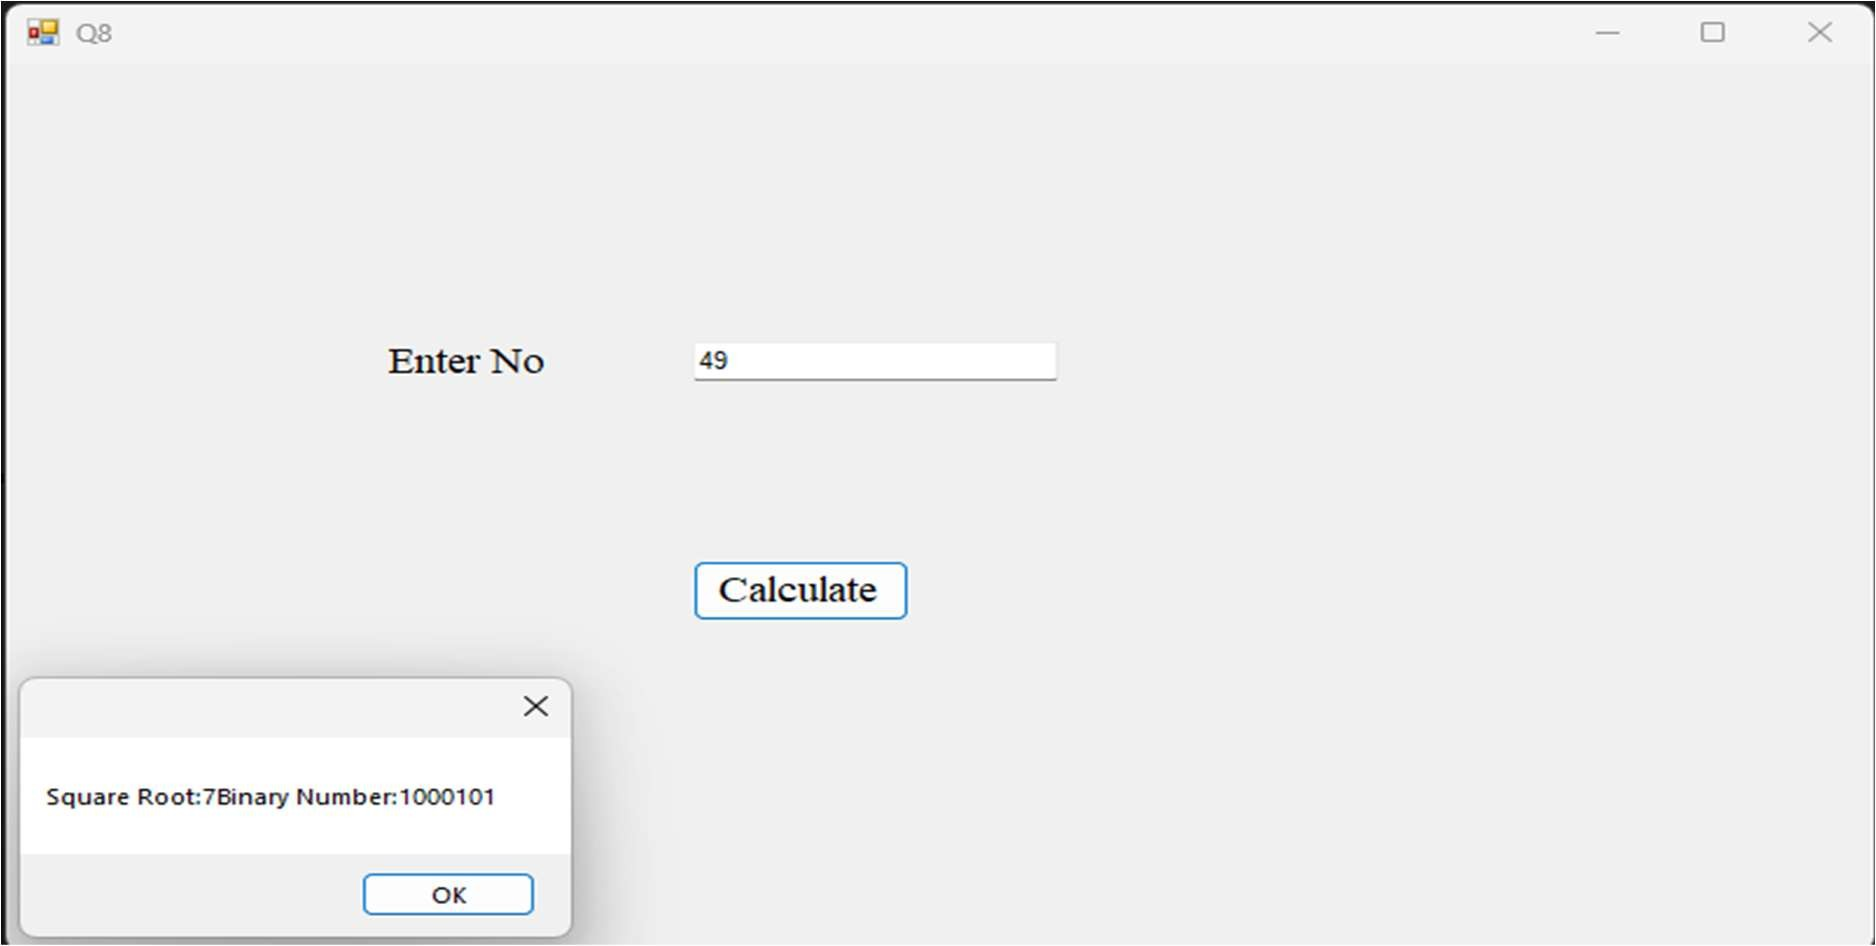 Q8
Enter No
49
Calculate
Square Root:7Binary Number:1000101
OK